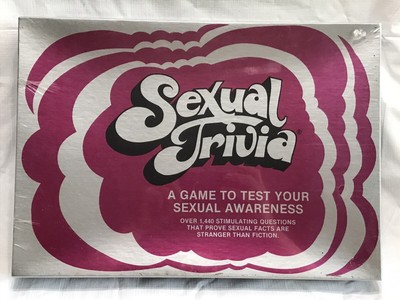 Sexual
Trivia®
A GAME TO TEST YOUR
SEXUAL AWARENESS
OVER 1,440 STIMULATING QUESTIONS
THAT PROVE SEXUAL FACTS ARE
STRANGER THAN FICTION.